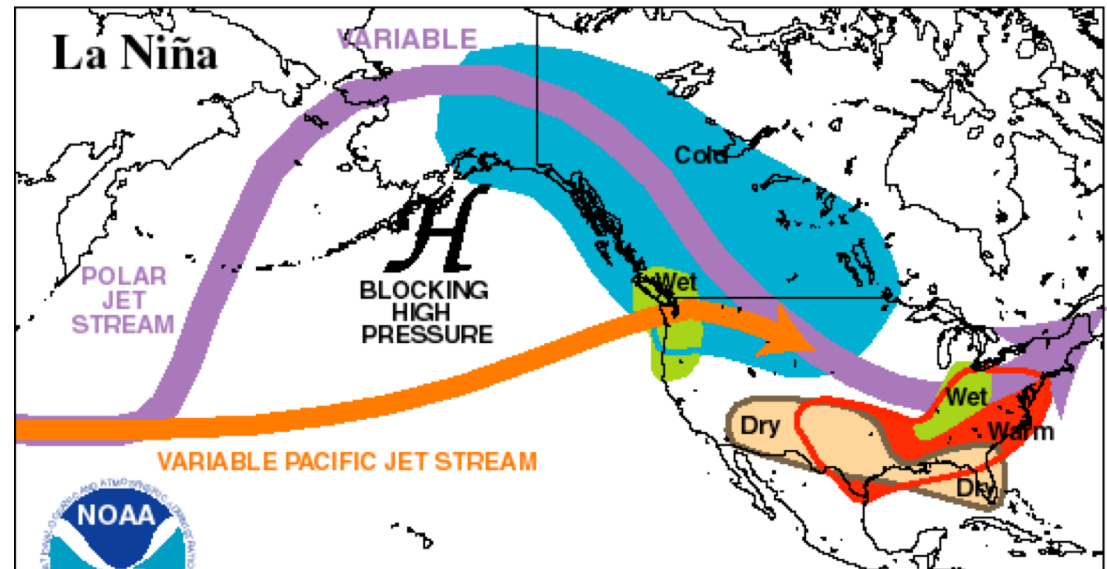 La Niña
VARIABLE
Cold
POLAR
JET
STREAM
H
BLOCKING
HIGH
PRESSURE
Wet
Wet
Dry
Warm
Dry
VARIABLE PACIFIC JET STREAM
NOAA